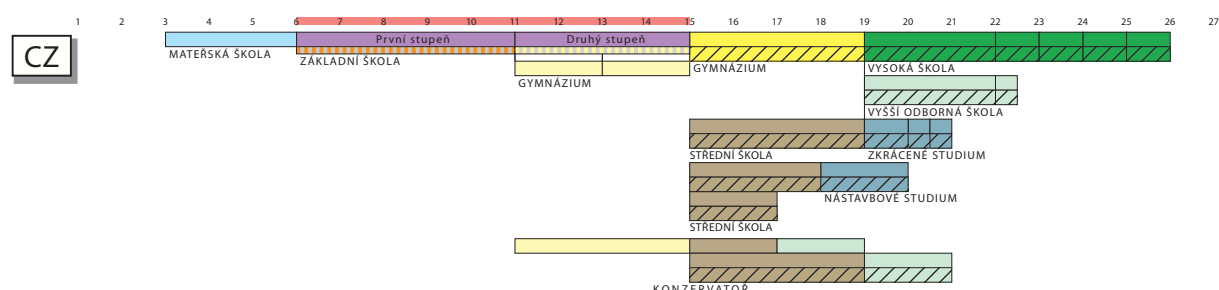 1 2 3 4 5 6 7 8 9 10 11 12 13 14 15 16 17 18 19 20 21 22 23 24 25 26 27
CZ
První stupeň Druhý stupeň
MATEŘSKÁ ŠKOLA ZÁKLADNÍ ŠKOLA GYMNÁZIUM VYSOKÁ ŠKOLA
GYMNÁZIUM
VYŠŠÍ ODBORNÁ ŠKOLA
STŘEDNÍ ŠKOLA ZKRÁCENÉ STUDIUM
NÁSTAVBOVÉ STUDIUM
STŘEDNÍ ŠKOLA
KONZERVATOŘ